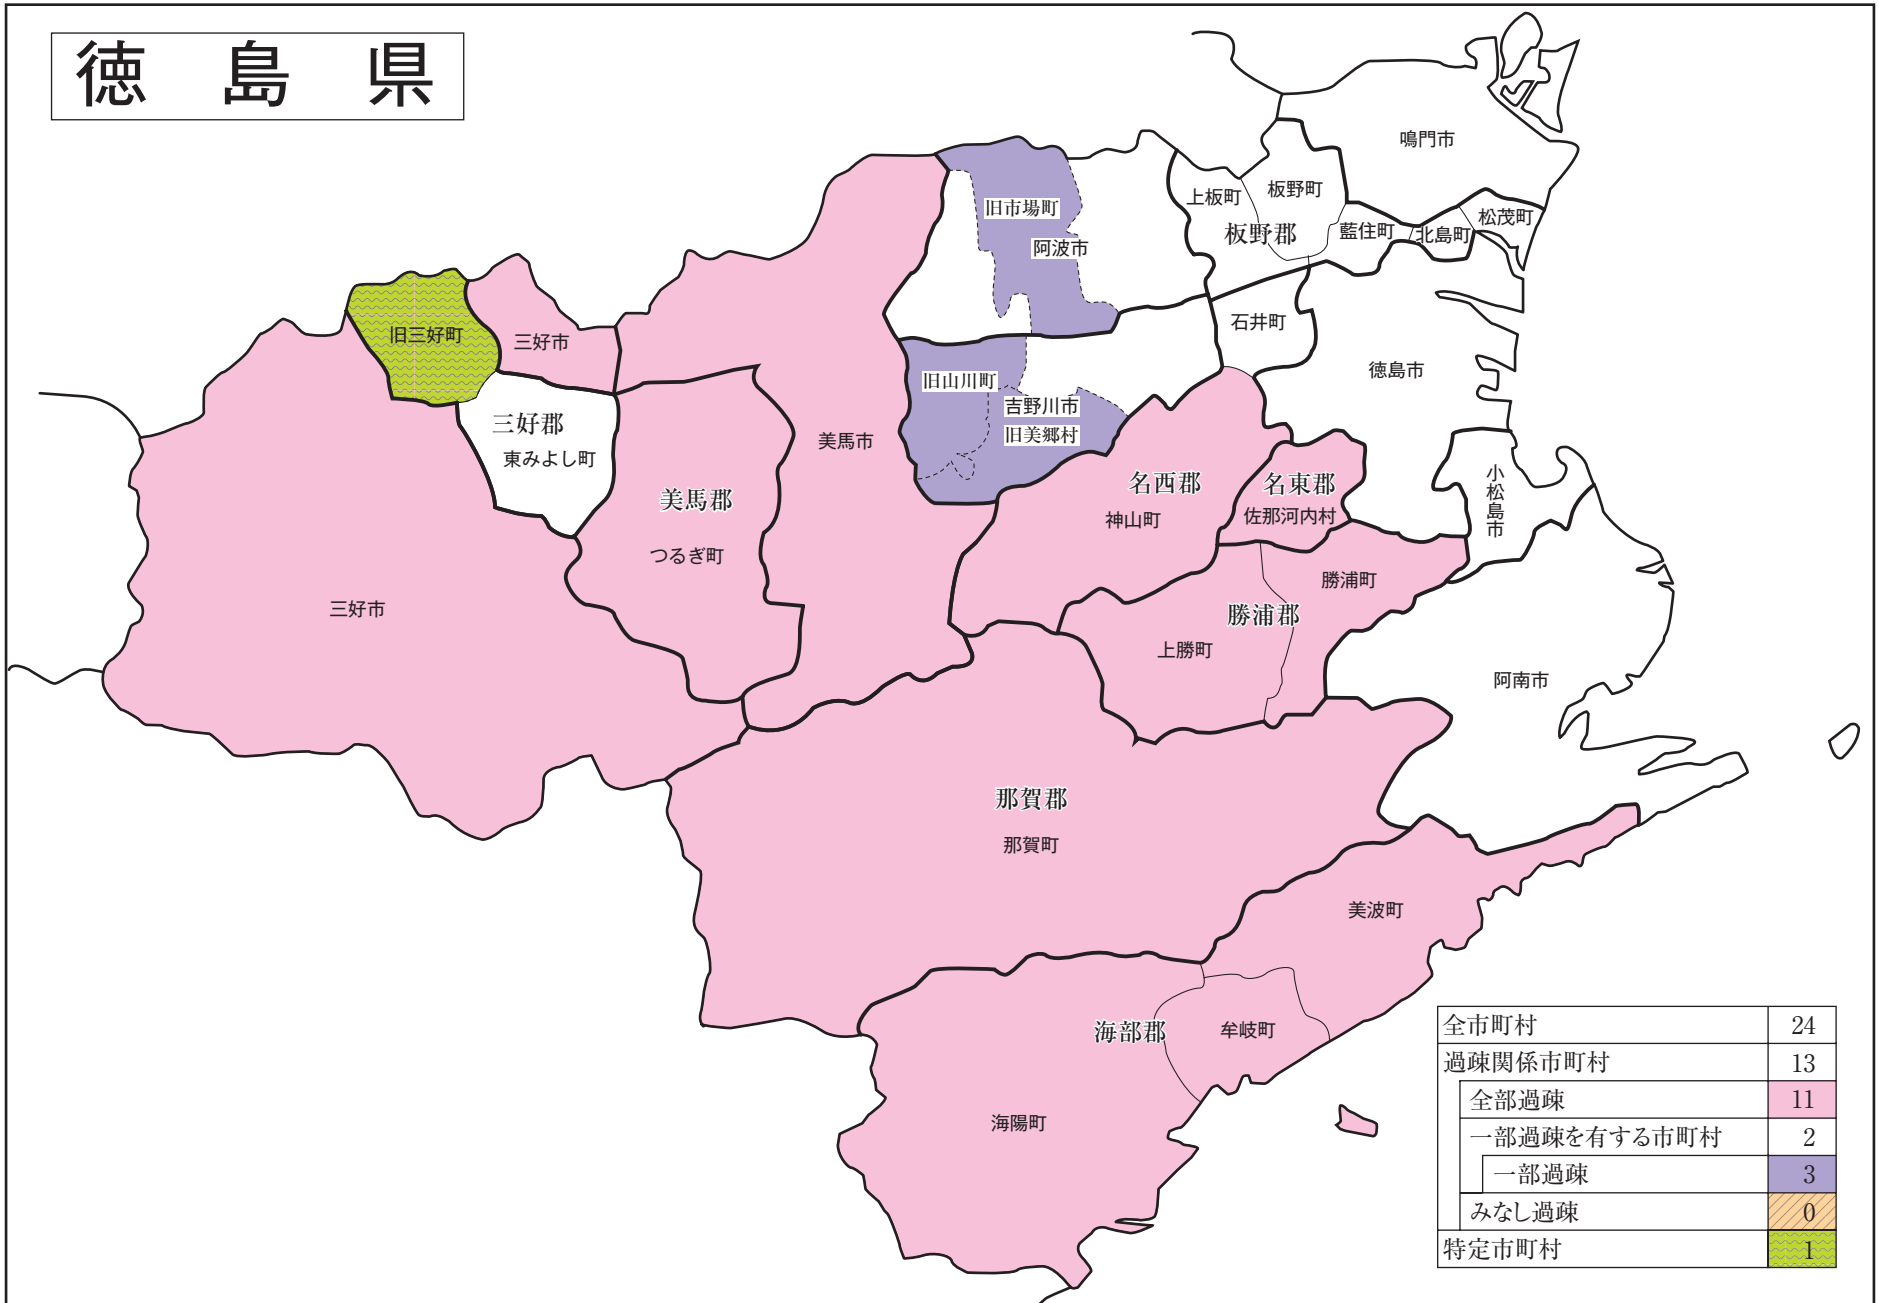 徳島県
鳴門市
上板町
板野町
板野郡
藍住町
北島町
松茂町
旧市場町
阿波市
石井町
徳島市
旧三好町
三好市
三好郡
東みよし町
旧山川町
吉野川市
旧美郷村
美馬市
美馬郡
つるぎ町
名西郡
神山町
名東郡
佐那河内村
小松島市
三好市
勝浦町
勝浦郡
上勝町
阿南市
那賀郡
那賀町
美波町
海部郡
牟岐町
海陽町
全市町村 24
過疎関係市町村 13
全部過疎 11
一部過疎を有する市町村 2
一部過疎 3
みなし過疎 0
特定市町村 1